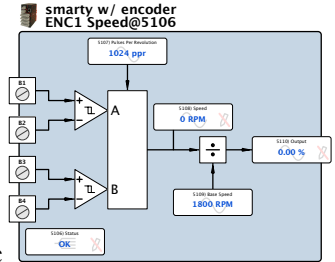 smarty w/ encoder
ENC1 Speed@5106
5107) Pulses Per Revolution
1024 ppr
B1
B2
B3
B4
+
−
+
−
A
B
5108) Speed
0 RPM
÷
5110) Output
0.00 %
5109) Base Speed
1800 RPM
5106) Status
OK